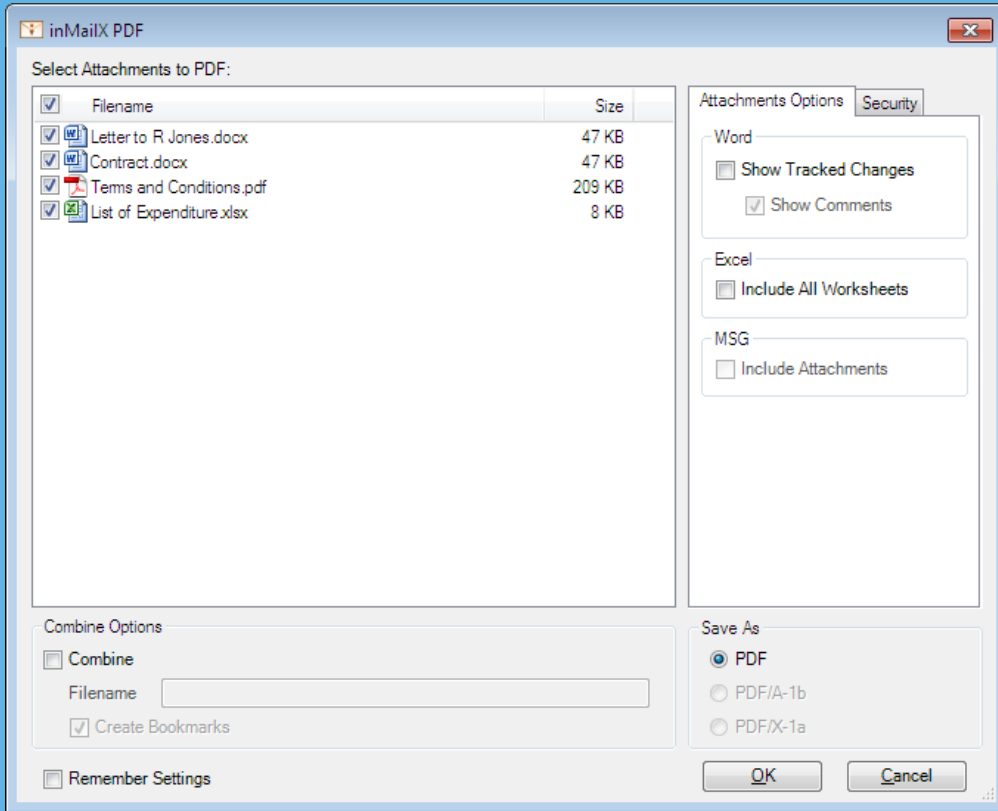 inMailX PDF
Select Attachments to PDF:
Filename Size
Letter to R Jones.docx 47 KB
Contract.docx 47 KB
Terms and Conditions.pdf 209 KB
List of Expenditure.xlsx 8 KB
Attachments Options Security
Word
Show Tracked Changes
Show Comments
Excel
Include All Worksheets
MSG
Include Attachments
Combine Options
Combine
Filename
Create Bookmarks
Save As
PDF
PDF/A-1b
PDF/X-1a
Remember Settings
OK Cancel